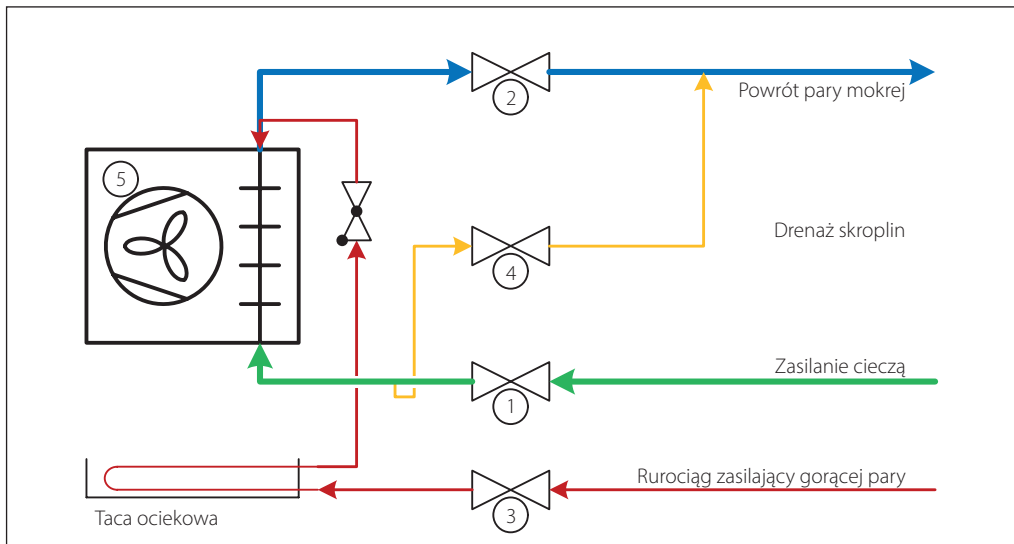 2
Powrót pary mokrej
5
Drenaż skroplin
4
Zasilanie cieczą
1
Rurociąg zasilający gorącej pary
3
Taca ociekowa